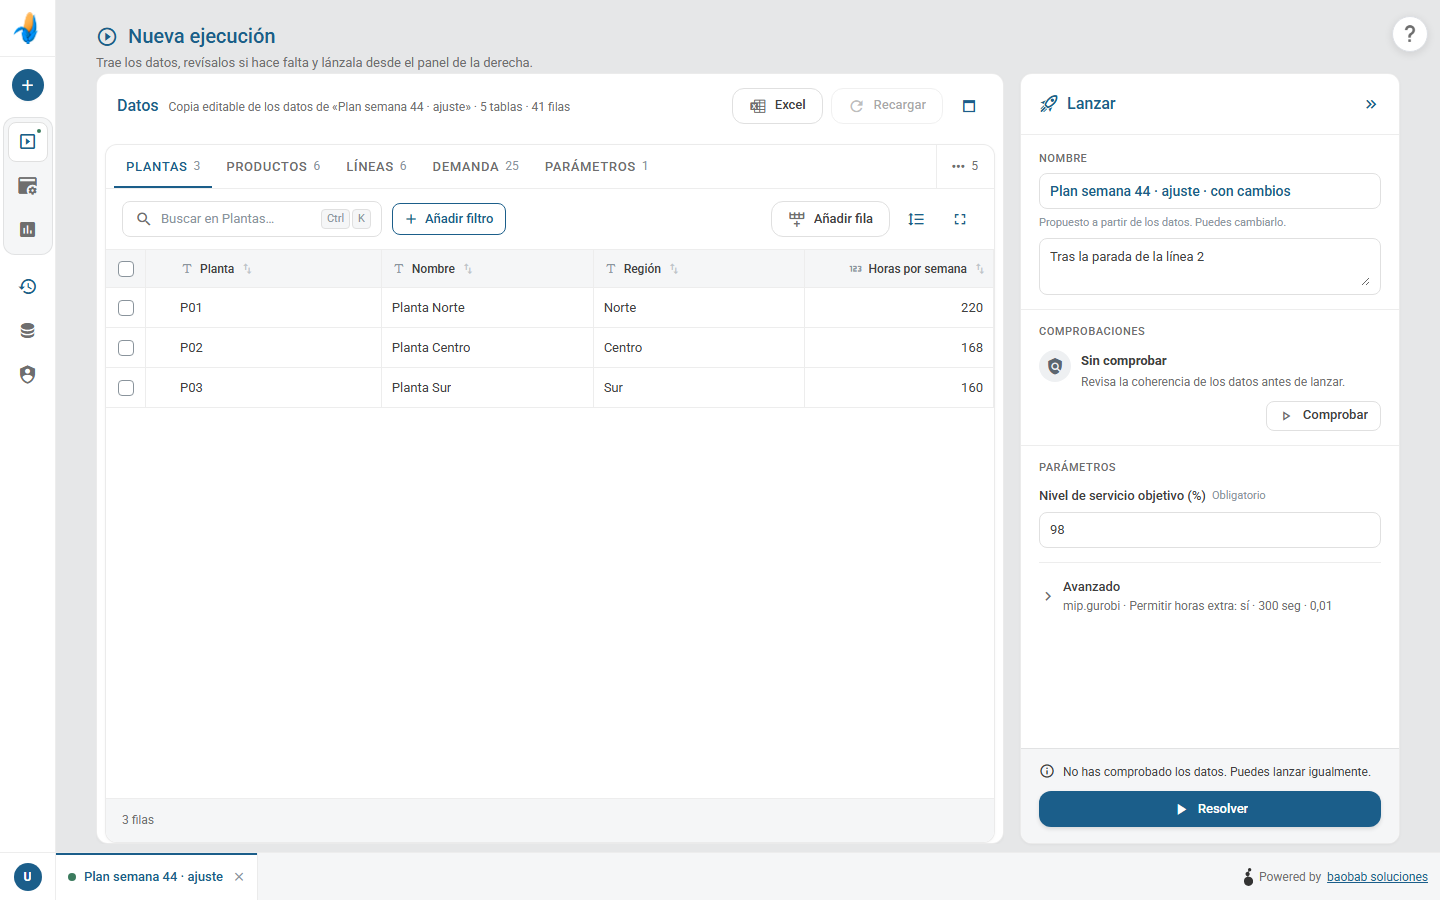 Nueva ejecución
Trae los datos, revísalos si hace falta y lánzala desde el panel de la derecha.
?
Datos Copia editable de los datos de «Plan semana 44 · ajuste» · 5 tablas · 41 filas
Excel
Recargar
PLANTAS 3
PRODUCTOS 6
LÍNEAS 6
DEMANDA 25
PARÁMETROS 1
••• 5
Buscar en Plantas... Ctrl K
Añadir filtro
Añadir fila
Planta Nombre Región 123 Horas por semana
P01 Planta Norte Norte 220
P02 Planta Centro Centro 168
P03 Planta Sur Sur 160
3 filas
Lanzar
NOMBRE
Plan semana 44 · ajuste · con cambios
Propuesto a partir de los datos. Puedes cambiarlo.
Tras la parada de la línea 2
COMPROBACIONES
Sin comprobar
Revisa la coherencia de los datos antes de lanzar.
Comprobar
PARÁMETROS
Nivel de servicio objetivo (%) Obligatorio
98
Avanzado
mip.gurobi · Permitir horas extra: sí · 300 seg · 0,01
No has comprobado los datos. Puedes lanzar igualmente.
Resolver
U
Plan semana 44 · ajuste
Powered by baobab soluciones